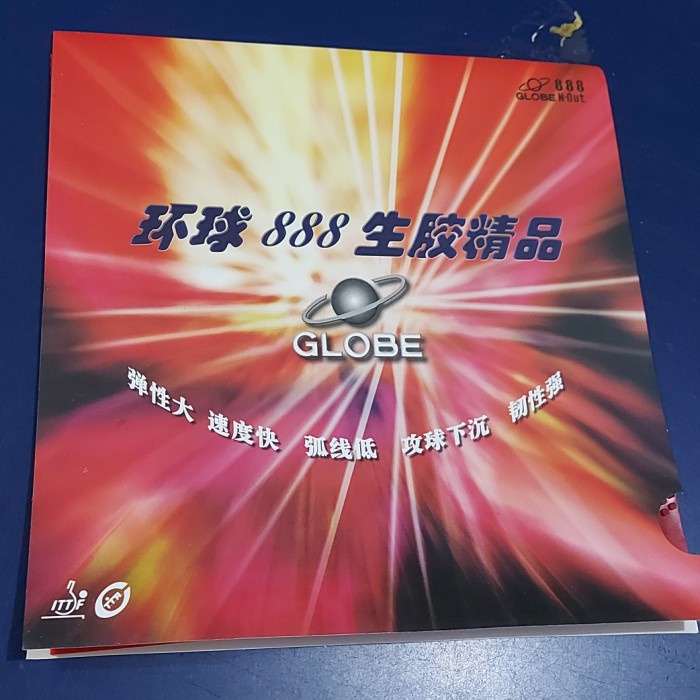 888
GLOBE N-Out
环球 888 生胶精品
GLOBE
弹性大 速度快 弧线低 攻球下沉 韧性强
ITTF